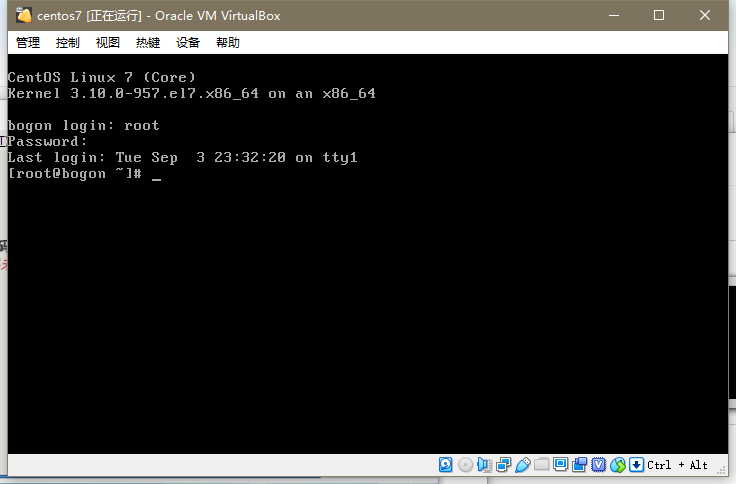 centos7 [正在运行] - Oracle VM VirtualBox
管理 控制 视图 热键 设备 帮助
CentOS Linux 7 (Core)
Kernel 3.10.0-957.el7.x86_64 on an x86_64
bogon login: root
Password:
Last login: Tue Sep  3 23:32:20 on tty1
[root@bogon ~]# _
Ctrl + Alt